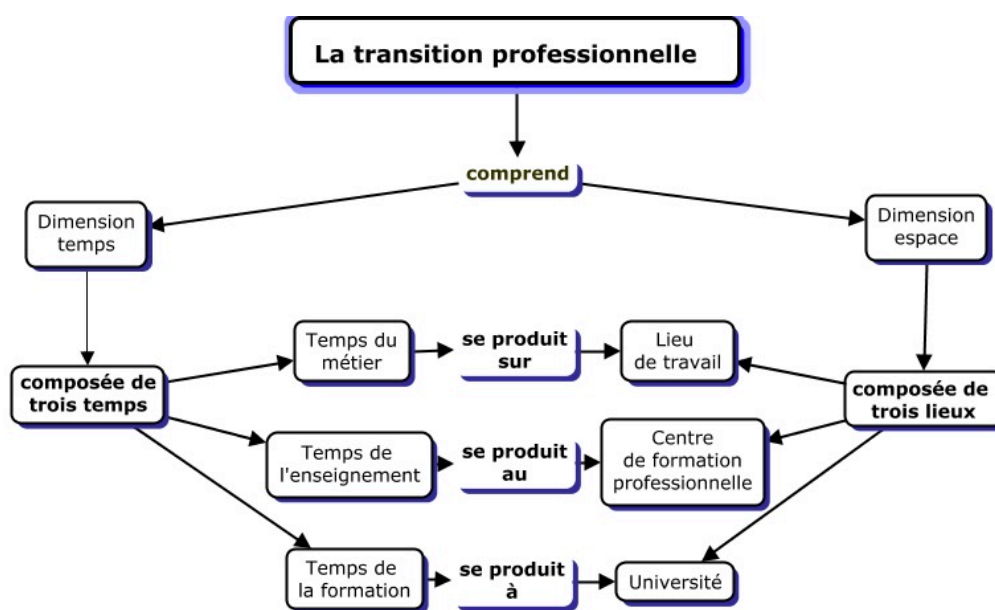 La transition professionnelle
comprend
Dimension
temps
Dimension
espace
Temps du
métier
se produit
sur
Lieu
de travail
composée de
trois temps
composée de
trois lieux
Temps de
l'enseignement
se produit
au
Centre
de formation
professionnelle
Temps de
la formation
se produit
à
Université